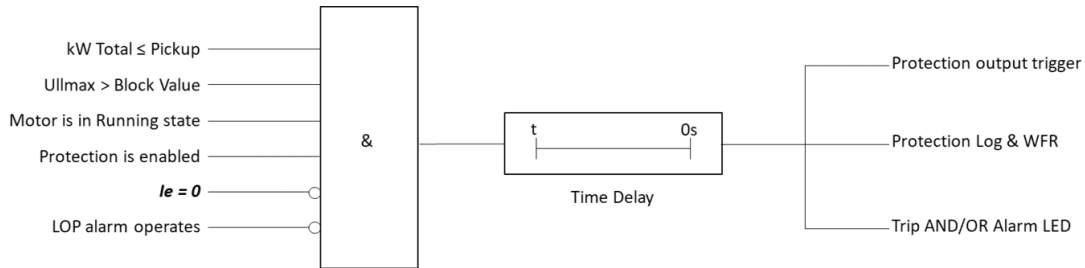 kW Total ≤ Pickup
Ullmax > Block Value
Motor is in Running state
Protection is enabled
Ie = 0
LOP alarm operates
&
t 0s
Time Delay
Protection output trigger
Protection Log & WFR
Trip AND/OR Alarm LED